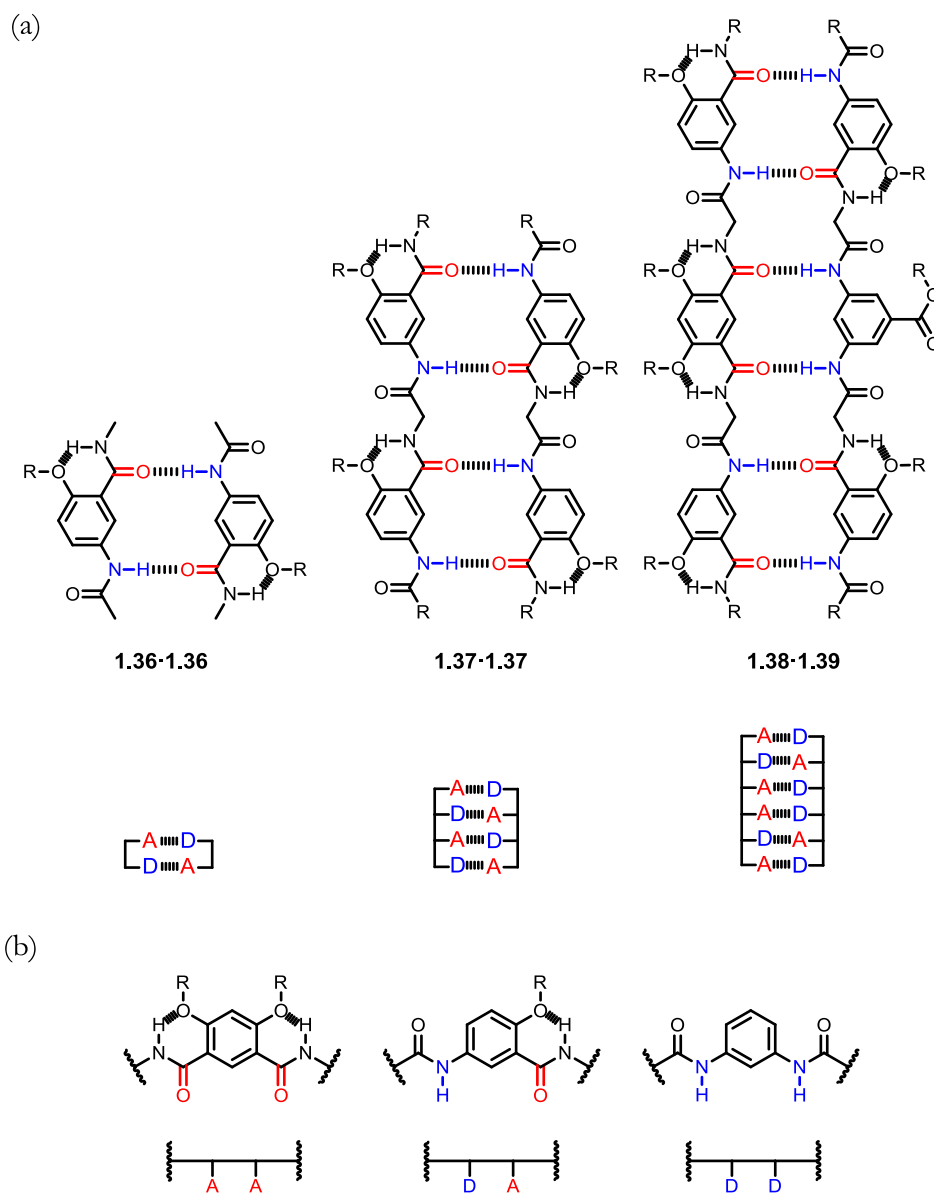 (a)
R R
H N O
R O O H N
N H O O R
O N H
R R
H N O H N O
R
R O O H N R O O H N
O
O
N H O O R R O O H N
O N H H N O
H N O H N O O N H
R O O H N R O O H N N H O O R
N H O O R N H O O R R O O H N
O N H O N H H N O
R R R R
1.36·1.36 1.37·1.37 1.38·1.39
A D
D A
A D A D
D A A D
A D A D D A
D A D A A D
(b)
R R R
O O O H O O
H H
N N N N N N
O O H O H H
A A D A D D